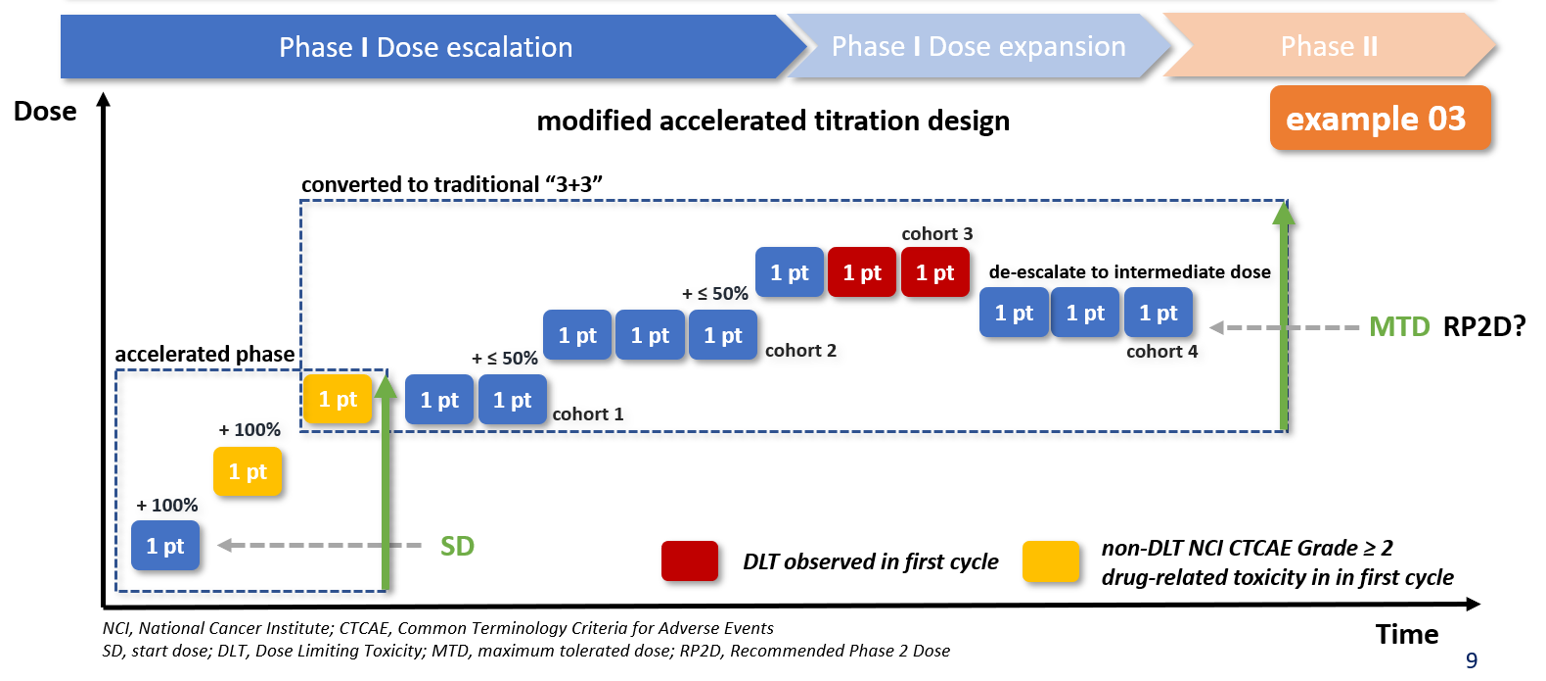 Phase I Dose escalation
Phase I Dose expansion
Phase II
Dose
modified accelerated titration design
example 03
converted to traditional “3+3”
cohort 3
1 pt
1 pt
1 pt
de-escalate to intermediate dose
+ ≤ 50%
1 pt
1 pt
1 pt
cohort 4
MTD RP2D?
1 pt
1 pt
1 pt
cohort 2
accelerated phase
+ ≤ 50%
1 pt
1 pt
1 pt
cohort 1
+ 100%
1 pt
+ 100%
1 pt
SD
DLT observed in first cycle
non-DLT NCI CTCAE Grade ≥ 2
drug-related toxicity in in first cycle
NCI, National Cancer Institute; CTCAE, Common Terminology Criteria for Adverse Events
SD, start dose; DLT, Dose Limiting Toxicity; MTD, maximum tolerated dose; RP2D, Recommended Phase 2 Dose
Time
9